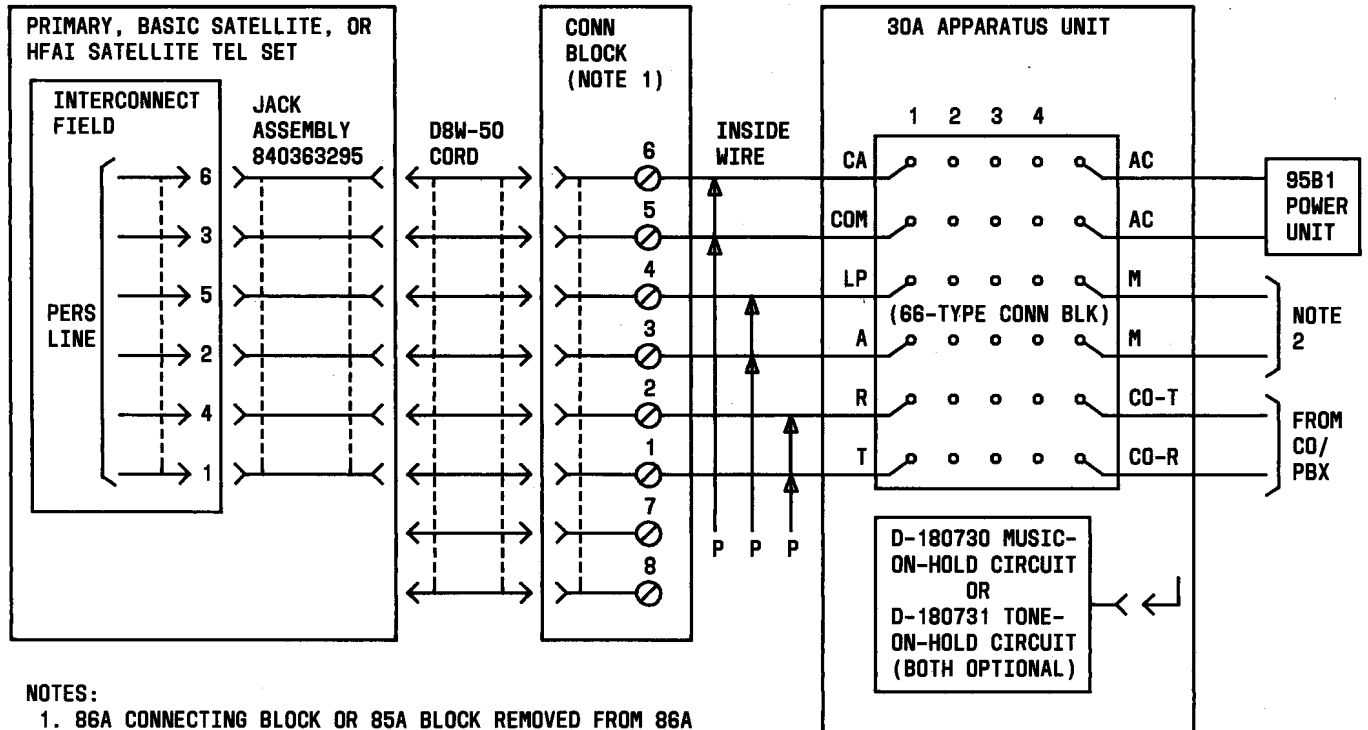 PRIMARY, BASIC SATELLITE, OR
HFAI SATELLITE TEL SET
INTERCONNECT
FIELD
JACK
ASSEMBLY
840363295
D8W-50
CORD
CONN
BLOCK
(NOTE 1)
INSIDE
WIRE
30A APPARATUS UNIT
1 2 3 4
PERS
LINE
6
3
5
2
4
1
6
5
4
3
2
1
7
8
P P P
CA
COM
LP
A
R
T
(66-TYPE CONN BLK)
AC
AC
M
M
CO-T
CO-R
95B1
POWER
UNIT
NOTE
2
FROM
CO/
PBX
D-180730 MUSIC-
ON-HOLD CIRCUIT
OR
D-180731 TONE-
ON-HOLD CIRCUIT
(BOTH OPTIONAL)
NOTES:
1. 86A CONNECTING BLOCK OR 85A BLOCK REMOVED FROM 86A